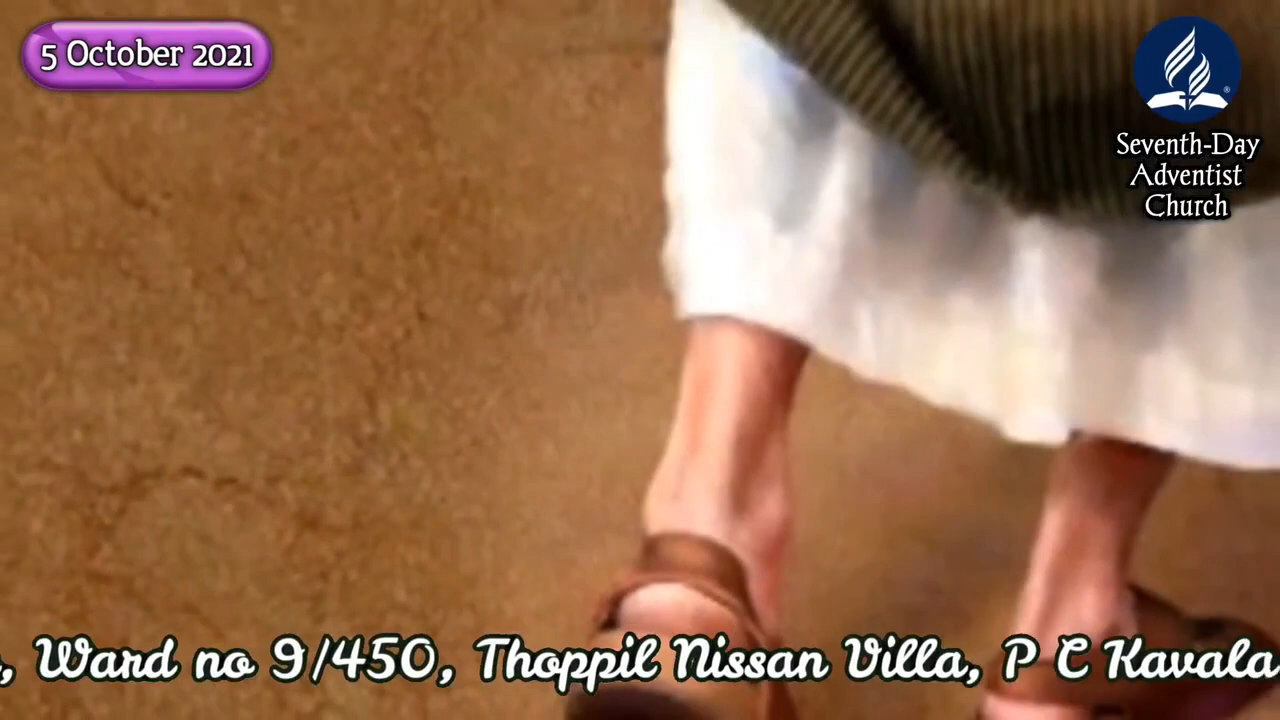 5 October 2021
Seventh-Day
Adventist
Church
, Ward no 9/450, Thoppil Nissan Villa, P C Kavala